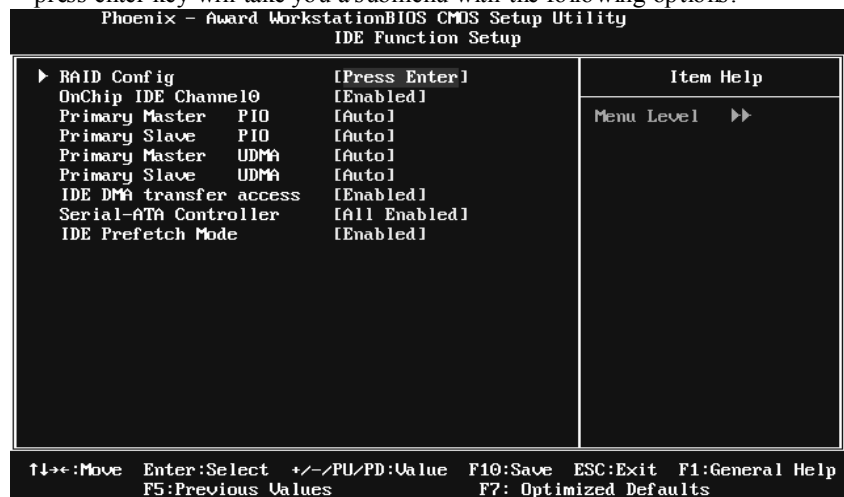 press enter key will take you a submenu with the following options:
Phoenix - Award WorkstationBIOS CMOS Setup Utility
IDE Function Setup
▶ RAID Config [Press Enter]
OnChip IDE Channel0 [Enabled]
Primary Master PIO [Auto]
Primary Slave PIO [Auto]
Primary Master UDMA [Auto]
Primary Slave UDMA [Auto]
IDE DMA transfer access [Enabled]
Serial-ATA Controller [All Enabled]
IDE Prefetch Mode [Enabled]
Item Help
Menu Level ▶▶
↑↓→←:Move Enter:Select +/-/PU/PD:Value F10:Save ESC:Exit F1:General Help
F5:Previous Values F7: Optimized Defaults